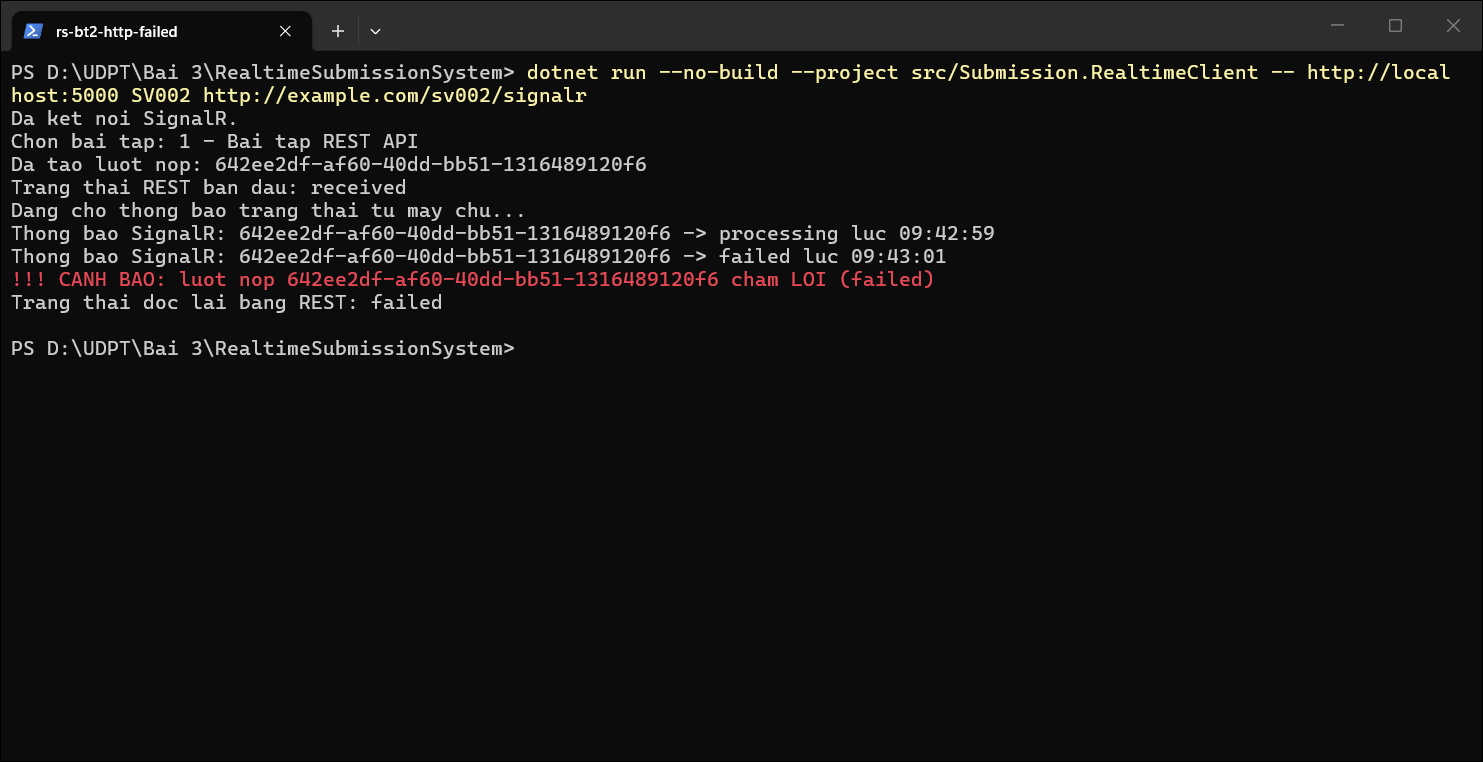 rs-bt2-http-failed
PS D:\UDPT\Bai 3\RealtimeSubmissionSystem> dotnet run --no-build --project src/Submission.RealtimeClient -- http://local
host:5000 SV002 http://example.com/sv002/signalr
Da ket noi SignalR.
Chon bai tap: 1 - Bai tap REST API
Da tao luot nop: 642ee2df-af60-40dd-bb51-1316489120f6
Trang thai REST ban dau: received
Dang cho thong bao trang thai tu may chu...
Thong bao SignalR: 642ee2df-af60-40dd-bb51-1316489120f6 -> processing luc 09:42:59
Thong bao SignalR: 642ee2df-af60-40dd-bb51-1316489120f6 -> failed luc 09:43:01
!!! CANH BAO: luot nop 642ee2df-af60-40dd-bb51-1316489120f6 cham LOI (failed)
Trang thai doc lai bang REST: failed
PS D:\UDPT\Bai 3\RealtimeSubmissionSystem>